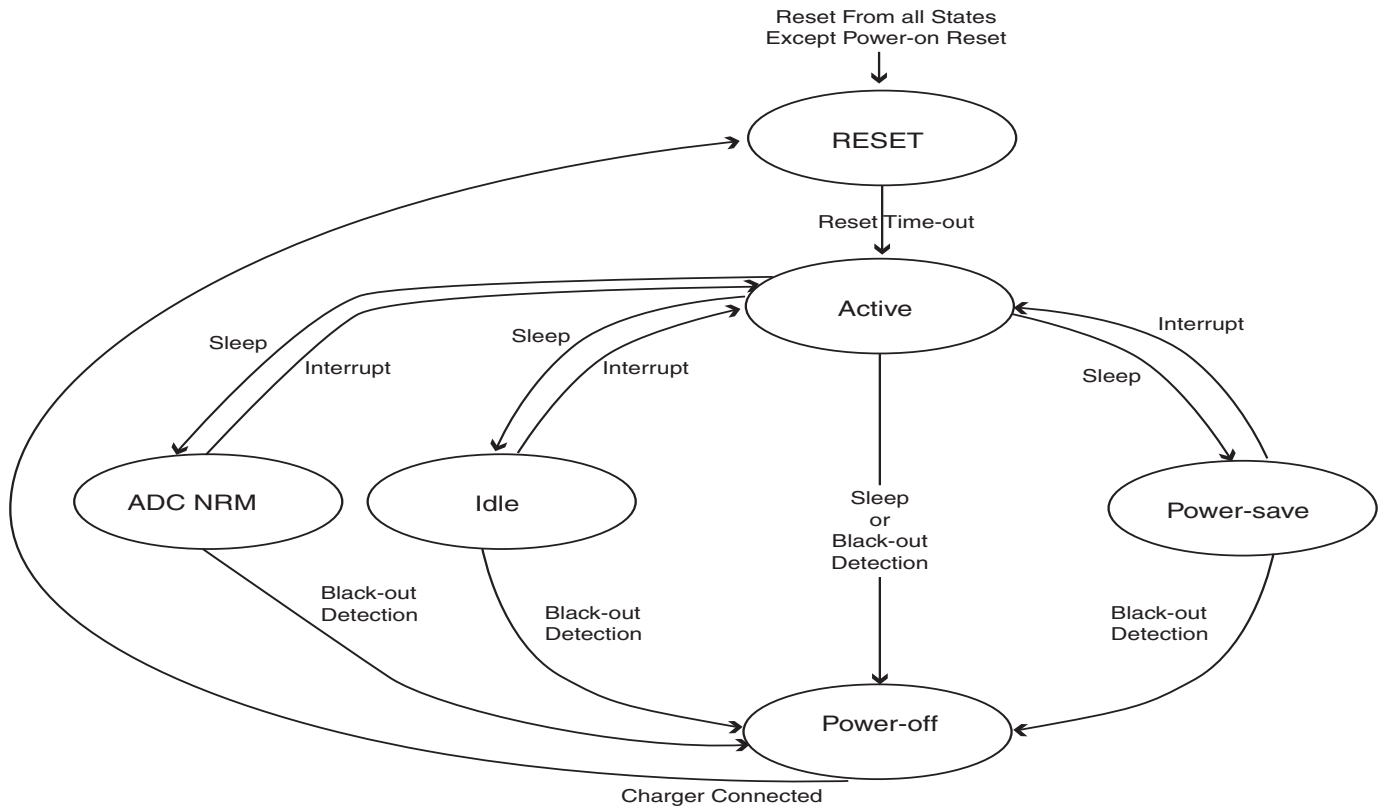 Reset From all States
Except Power-on Reset
RESET
Reset Time-out
Active
Sleep
Interrupt
Sleep
Interrupt
Interrupt
Sleep
ADC NRM
Idle
Power-save
Sleep
or
Black-out
Detection
Black-out
Detection
Black-out
Detection
Black-out
Detection
Power-off
Charger Connected